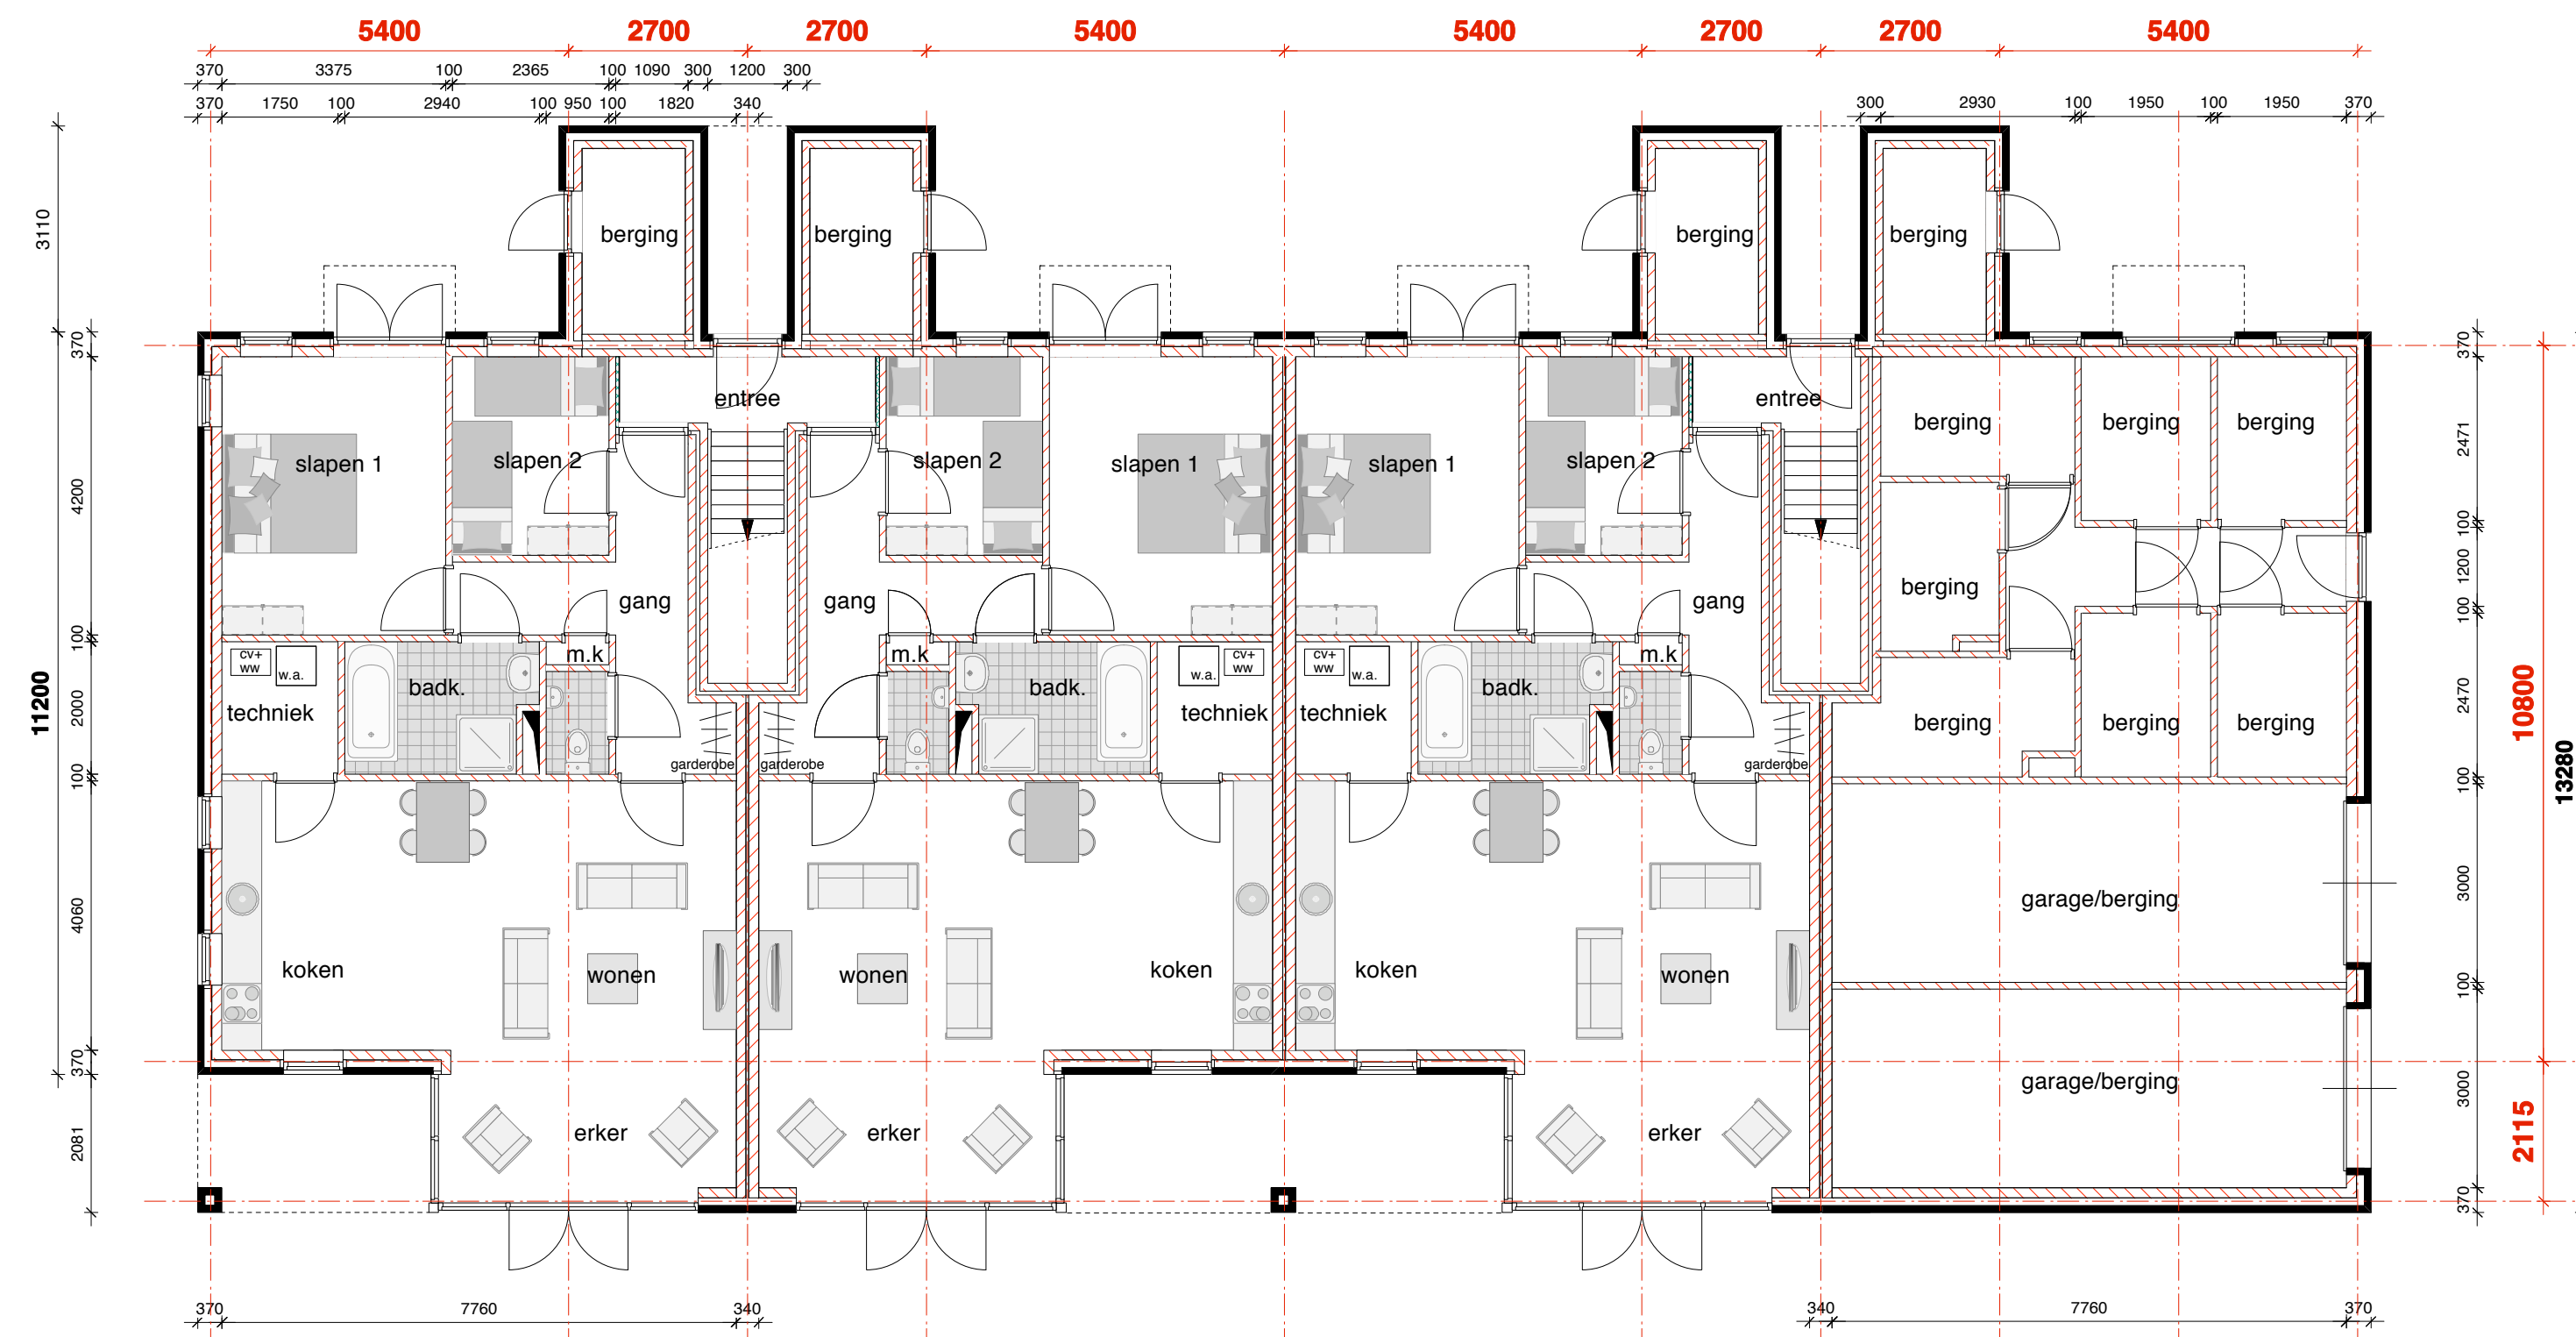 5400 2700 2700 5400 5400 2700 2700 5400
370 3375 100 2365 100 1090 300 1200 300
370 1750 100 2940 100 950 100 1820 340
300 2930 100 1950 100 1950 370
3110
berging berging berging berging
370
370
entree entree
berging berging berging
2471
slapen 1 slapen 2 slapen 2 slapen 1 slapen 1 slapen 2
4200
100
1200
berging
gang gang gang
100
100
m.k m.k m.k
cv+ cv+ cv+
ww ww ww
w.a. w.a. w.a.
badk. badk. badk.
11200
2000
2470
10800
techniek techniek techniek
berging berging berging
garderobe garderobe garderobe
100
100
13280
3000
garage/berging
4060
koken wonen wonen koken koken wonen
100
370
garage/berging
3000
2115
2081
erker erker erker
370
370 7760 340 340 7760 370